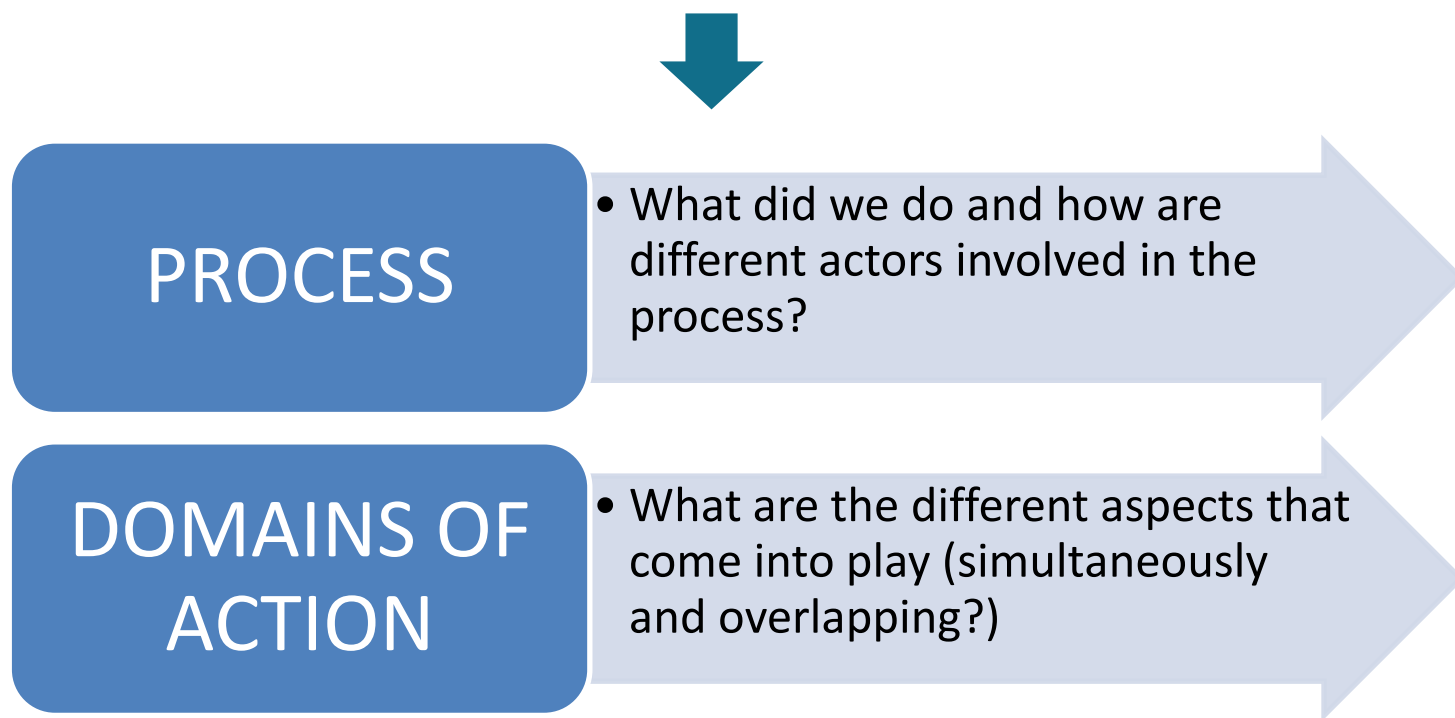 PROCESS
• What did we do and how are
different actors involved in the
process?
DOMAINS OF
ACTION
• What are the different aspects that
come into play (simultaneously
and overlapping?)